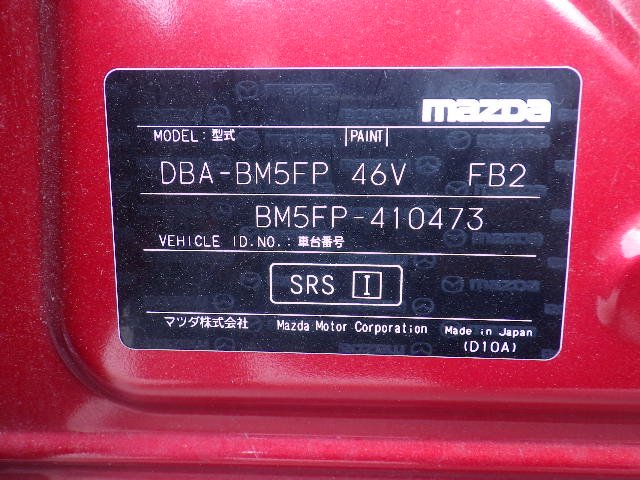 mazda
MODEL: 型式 PAINT
DBA-BM5FP 46V FB2
BM5FP-410473
VEHICLE ID.NO.: 車台番号
SRS I
マツダ株式会社 Mazda Motor Corporation Made in Japan
(D10A)